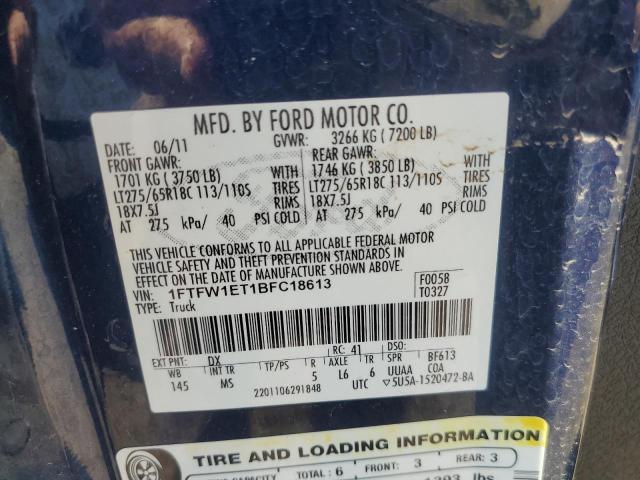 MFD. BY FORD MOTOR CO.
DATE: 06/11 GVWR: 3266 KG ( 7200 LB)
FRONT GAWR: REAR GAWR:
1701 KG ( 3750 LB) WITH 1746 KG ( 3850 LB) WITH
LT275/65R18C 113/110S TIRES LT275/65R18C 113/110S TIRES
18X7.5J RIMS 18X7.5J RIMS
AT 275 kPa/ 40 PSI COLD AT 275 kPa/ 40 PSI COLD
THIS VEHICLE CONFORMS TO ALL APPLICABLE FEDERAL MOTOR
VEHICLE SAFETY AND THEFT PREVENTION STANDARDS IN
EFFECT ON THE DATE OF MANUFACTURE SHOWN ABOVE.
VIN: 1FTFW1ET1BFC18613 F0058
TYPE: Truck T0327
EXT PNT: DX RC: 41 DSO:
WB INT TR TP/PS R AXLE TR SPR BF613
145 MS 5 L6 6 UUAA COA
2201106291848 UTC ▽5U5A-1520472-BA
TIRE AND LOADING INFORMATION
TOTAL : 6 FRONT: 3 REAR: 3
lbs